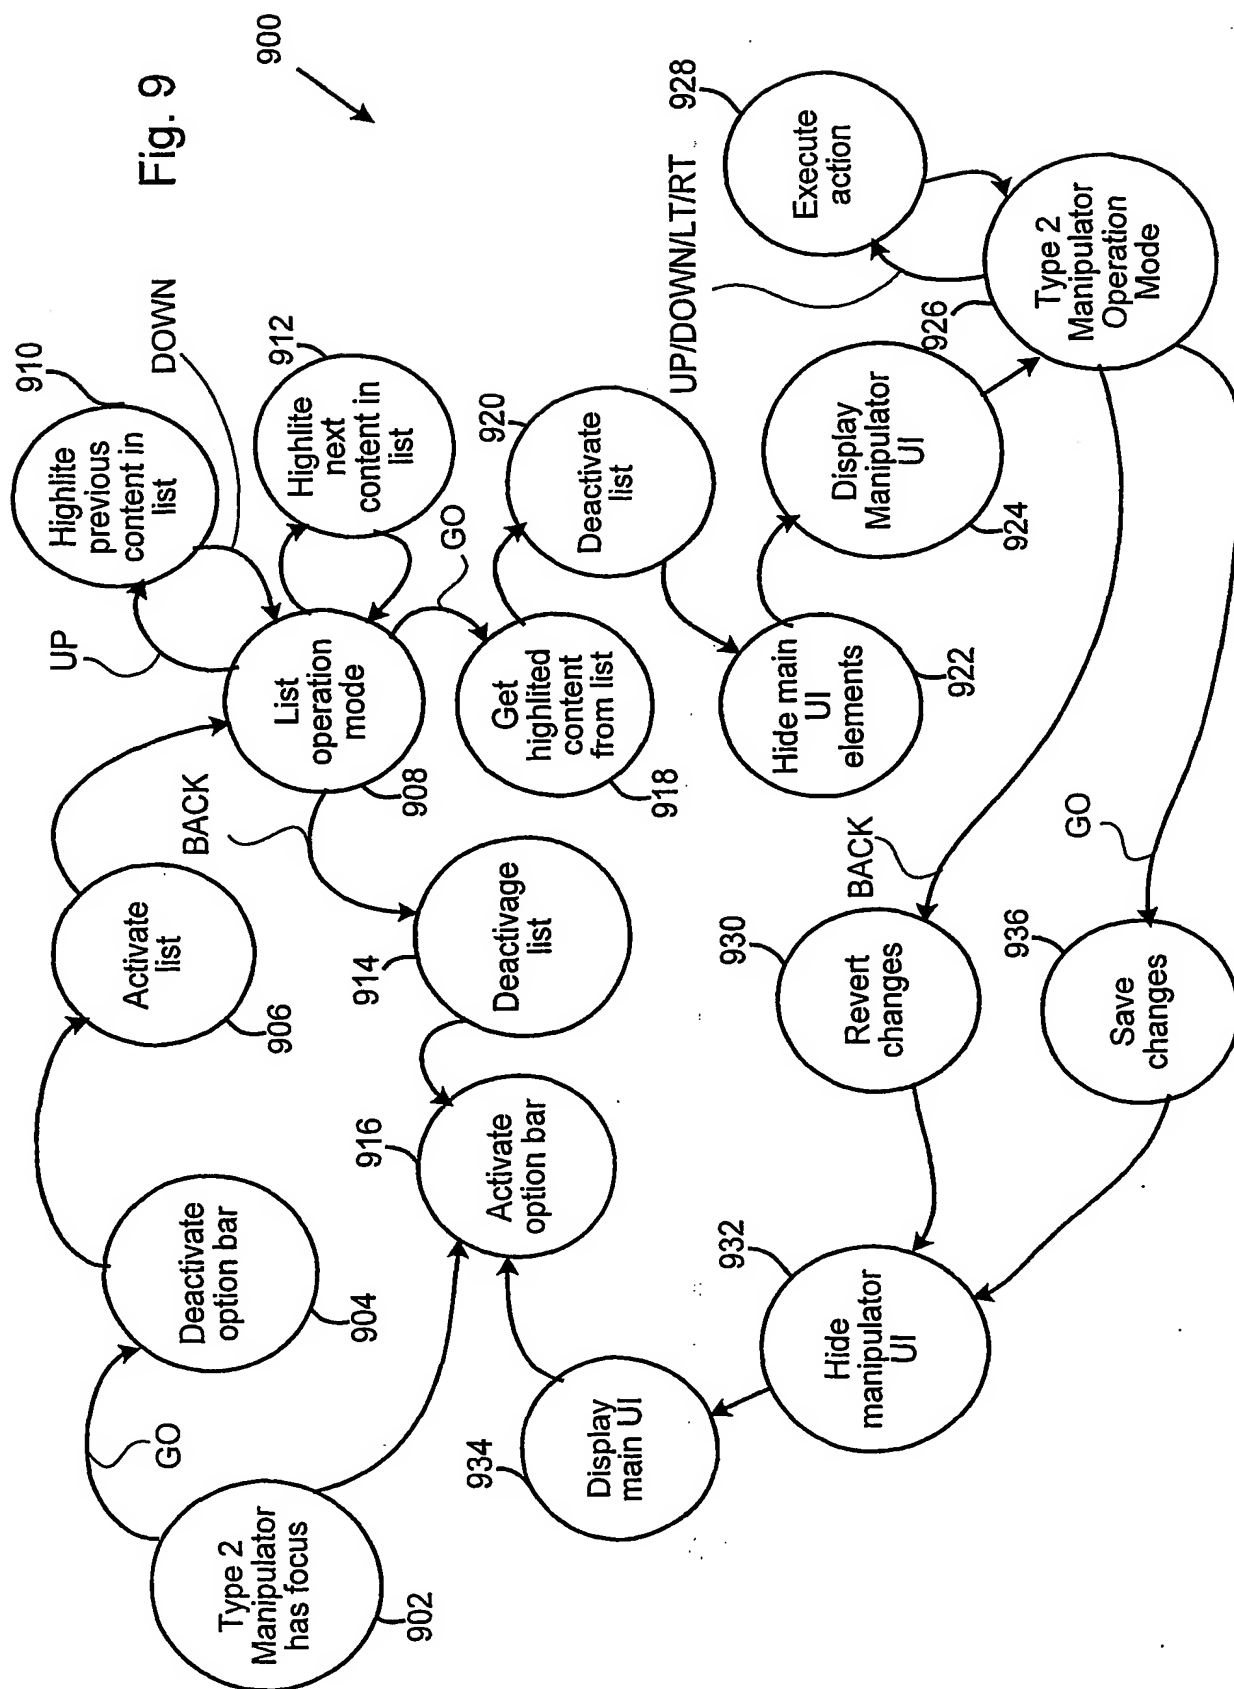 Fig. 9
900
Type 2
Manipulator
has focus
902
GO
Deactivate
option bar
904
Activate
list
906
List
operation
mode
908
UP
Highlite
previous
content in
list
910
DOWN
Highlite
next
content in
list
912
BACK
Deactivage
list
914
Activate
option bar
916
GO
Get
highlited
content
from list
918
Deactivate
list
920
Hide main
UI
elements
922
Display
Manipulator
UI
924
Type 2
Manipulator
Operation
Mode
926
UP/DOWN/LT/RT
Execute
action
928
BACK
Revert
changes
930
GO
Save
changes
936
Hide
manipulator
UI
932
Display
main UI
934